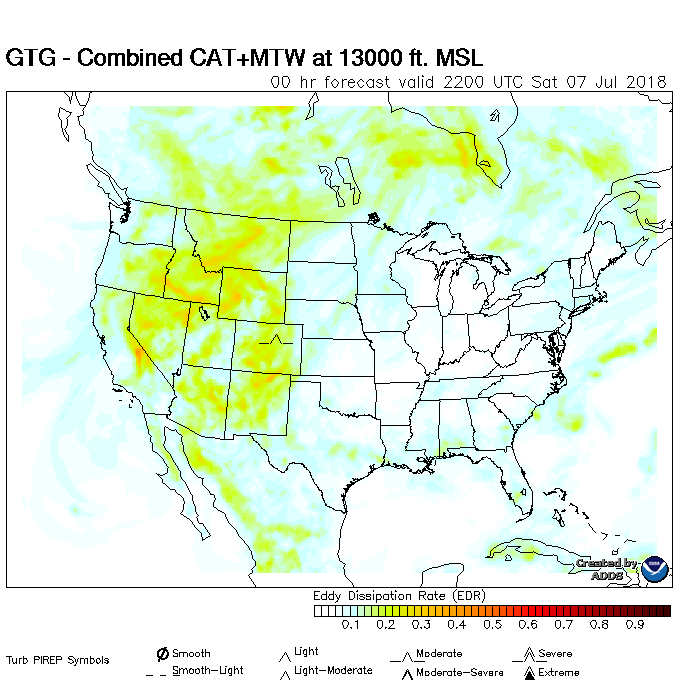 GTG - Combined CAT+MTW at 13000 ft. MSL
00 hr forecast valid 2200 UTC Sat 07 Jul 2018
Created by
ADDS
Eddy Dissipation Rate (EDR)
0.1 0.2 0.3 0.4 0.5 0.6 0.7 0.8 0.9
Turb PIREP Symbols
Smooth Light Moderate Severe
Smooth-Light Light-Moderate Moderate-Severe Extreme